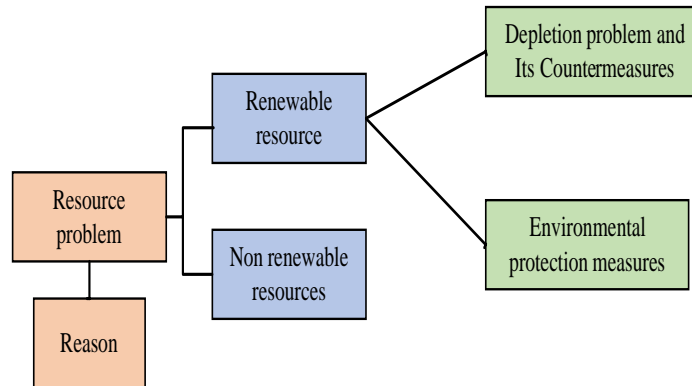 Depletion problem and
Its Countermeasures
Renewable
resource
Resource
problem
Non renewable
resources
Environmental
protection measures
Reason